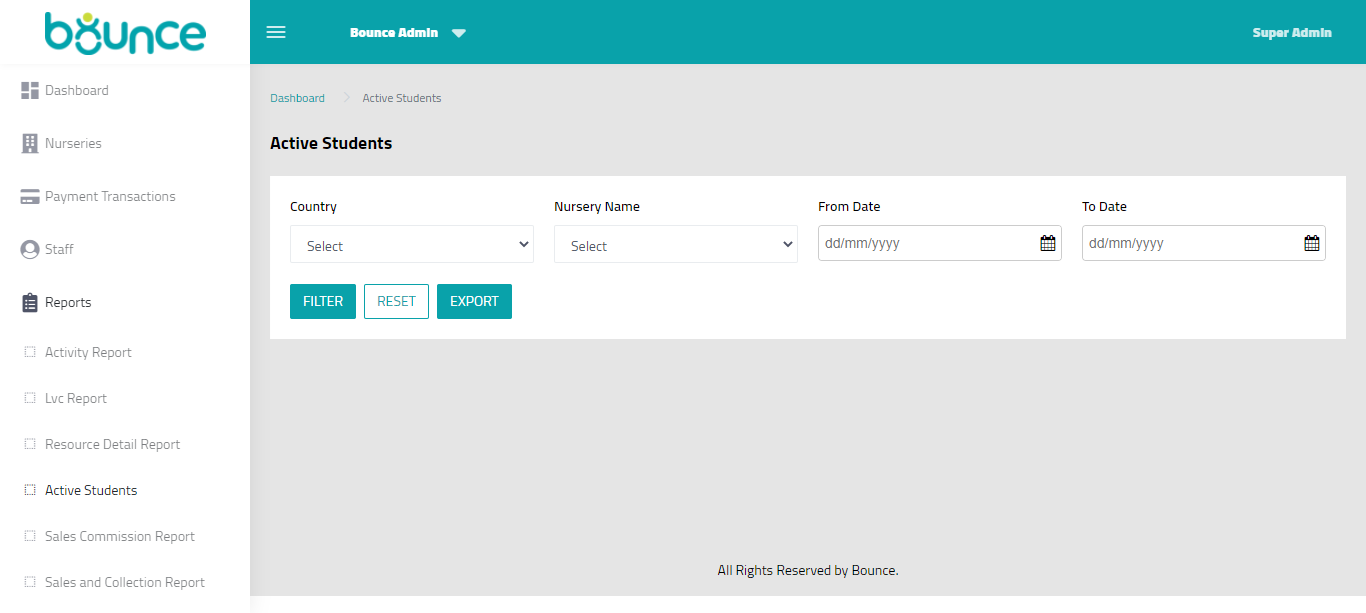 bounce
Bounce Admin
Super Admin
Dashboard
Nurseries
Payment Transactions
Staff
Reports
Activity Report
Lvc Report
Resource Detail Report
Active Students
Sales Commission Report
Sales and Collection Report
Dashboard Active Students
Active Students
Country Nursery Name From Date To Date
Select Select dd/mm/yyyy dd/mm/yyyy
FILTER RESET EXPORT
All Rights Reserved by Bounce.